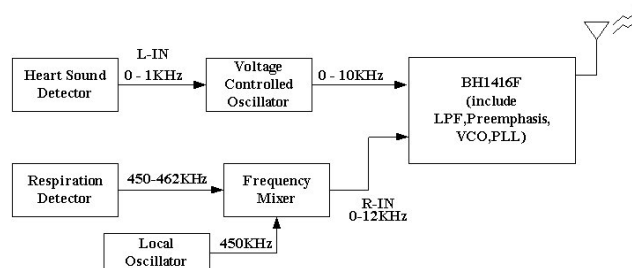 L-IN
Heart Sound
Detector
0 - 1KHz
Voltage
Controlled
Oscillator
0 - 10KHz
BH1416F
(include
LPF,Preemphasis,
VCO,PLL)
Respiration
Detector
450-462KHz
Frequency
Mixer
R-IN
0-12KHz
Local
Oscillator
450KHz